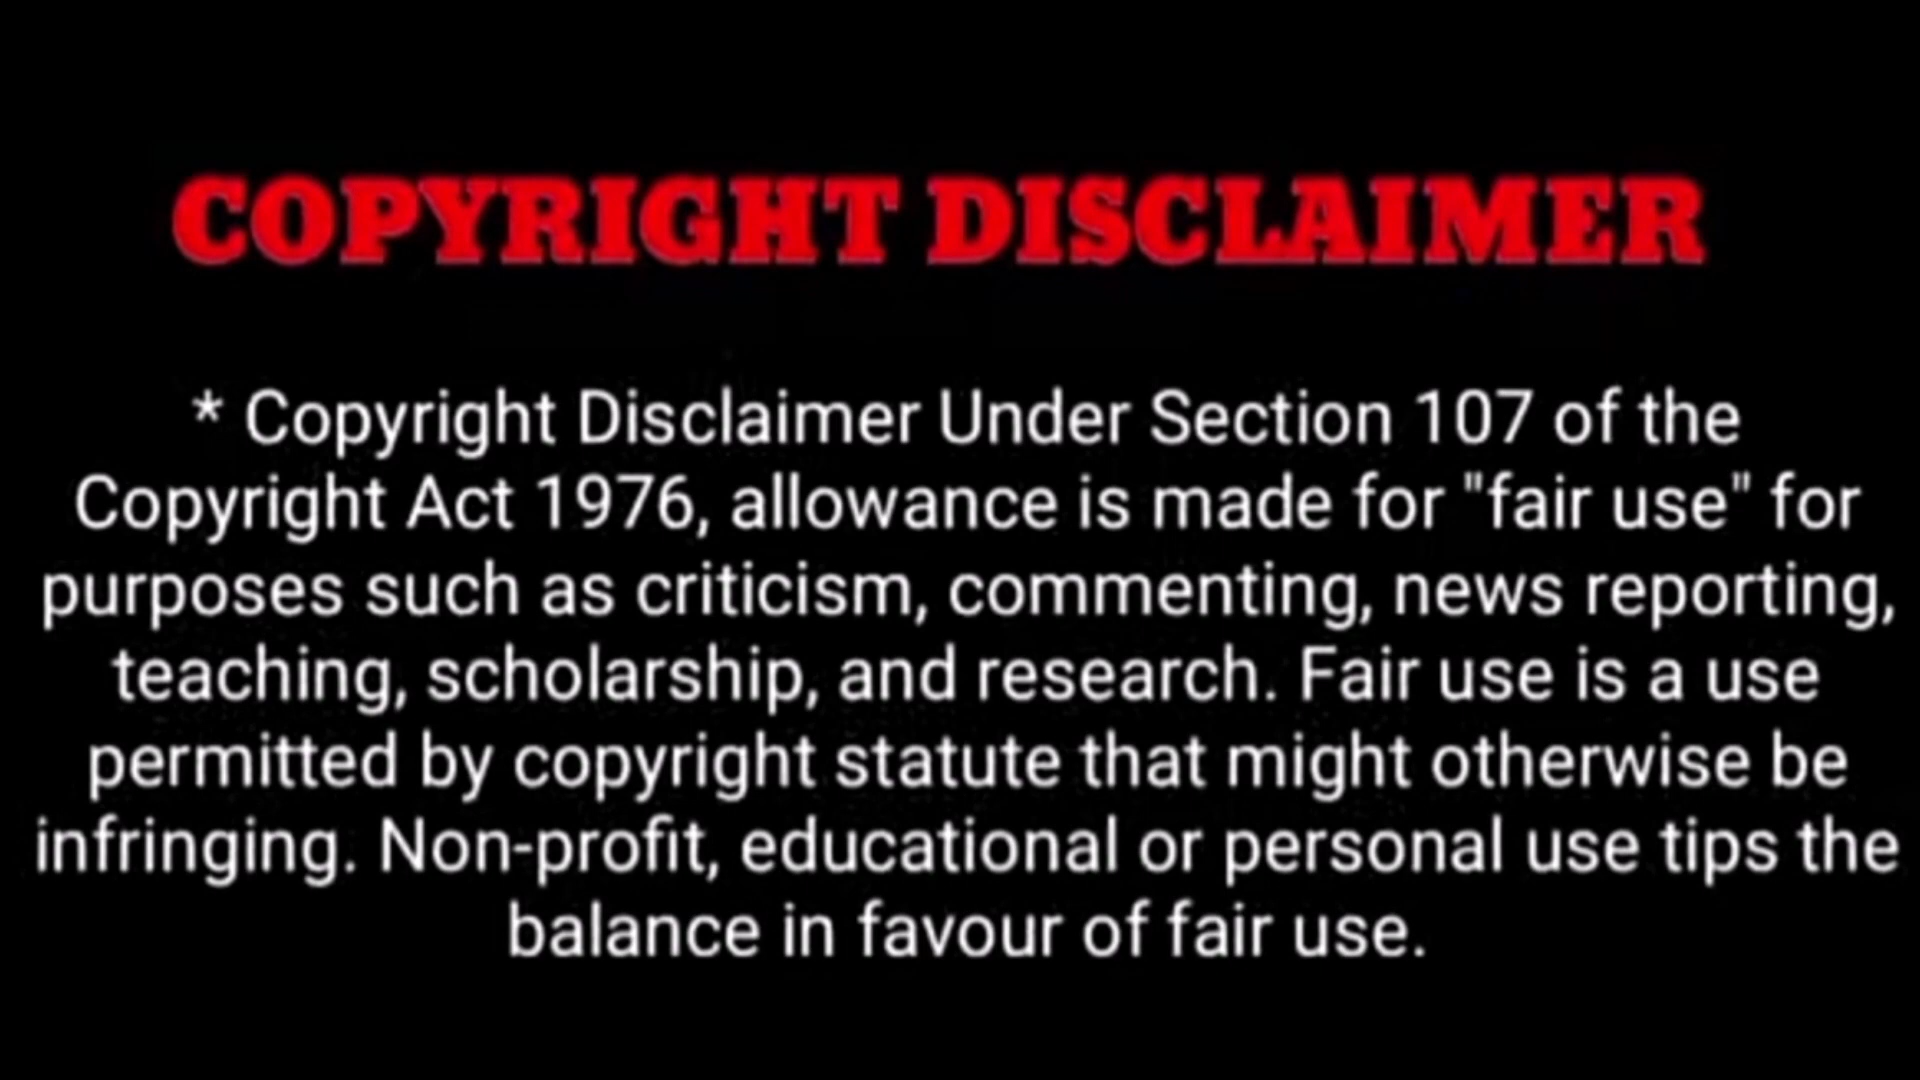 COPYRIGHT DISCLAIMER
* Copyright Disclaimer Under Section 107 of the
Copyright Act 1976, allowance is made for "fair use" for
purposes such as criticism, commenting, news reporting,
teaching, scholarship, and research. Fair use is a use
permitted by copyright statute that might otherwise be
infringing. Non-profit, educational or personal use tips the
balance in favour of fair use.